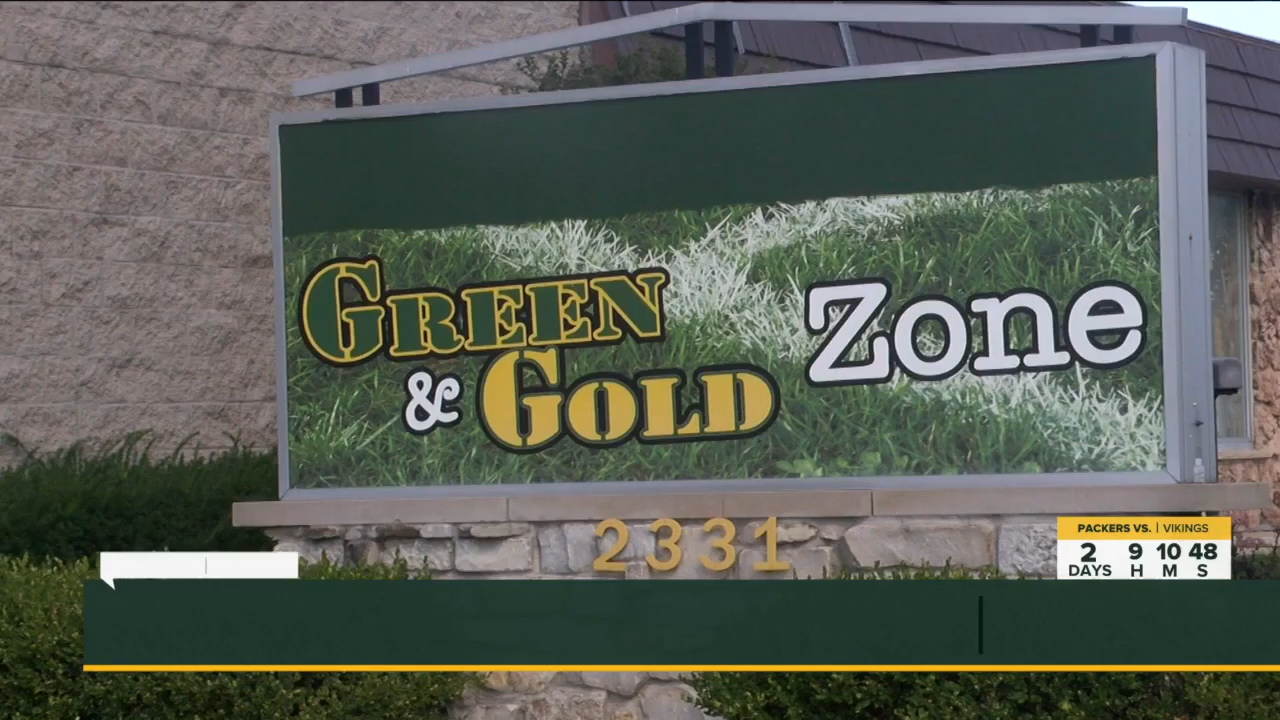 GREEN
& GOLD
Zone
2331
PACKERS VS. | VIKINGS
2 9 10 48
DAYS H M S